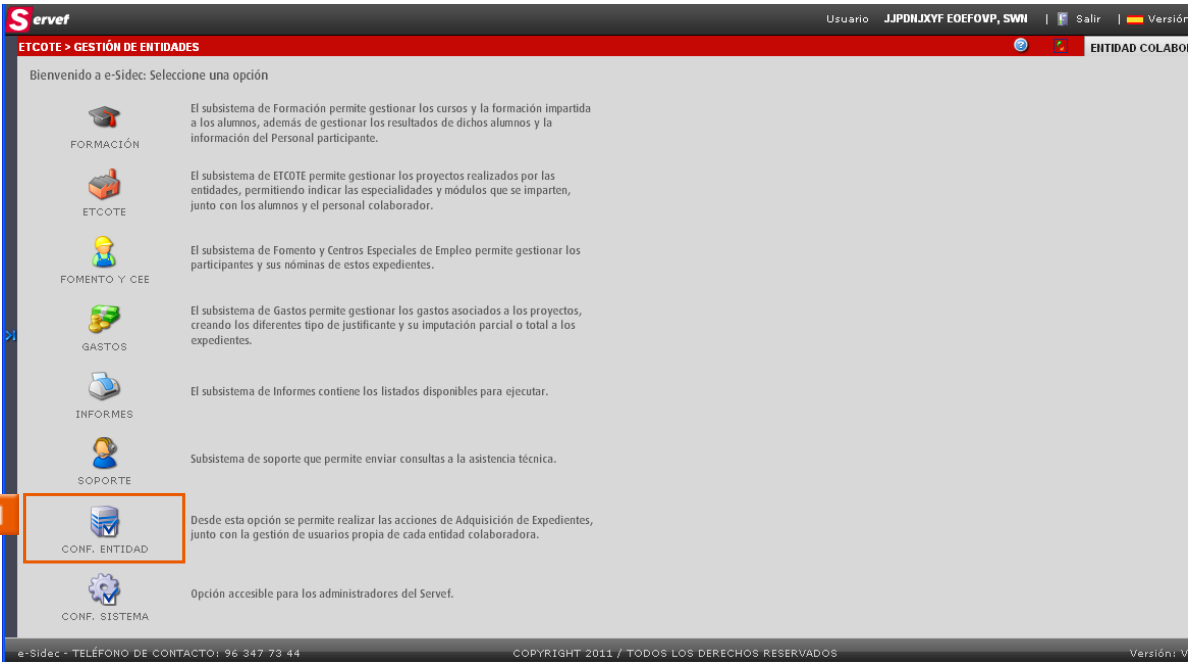 Servef
Usuario JJPDNJXYF EOEFOVP, SWN | Salir | Versión
ETCOTE > GESTIÓN DE ENTIDADES
ENTIDAD COLABO
Bienvenido a e-Sidec: Seleccione una opción
FORMACIÓN
El subsistema de Formación permite gestionar los cursos y la formación impartida
a los alumnos, además de gestionar los resultados de dichos alumnos y la
información del Personal participante.
ETCOTE
El subsistema de ETCOTE permite gestionar los proyectos realizados por las
entidades, permitiendo indicar las especialidades y módulos que se imparten,
junto con los alumnos y el personal colaborador.
FOMENTO Y CEE
El subsistema de Fomento y Centros Especiales de Empleo permite gestionar los
participantes y sus nóminas de estos expedientes.
GASTOS
El subsistema de Gastos permite gestionar los gastos asociados a los proyectos,
creando los diferentes tipo de justificante y su imputación parcial o total a los
expedientes.
INFORMES
El subsistema de Informes contiene los listados disponibles para ejecutar.
SOPORTE
Subsistema de soporte que permite enviar consultas a la asistencia técnica.
CONF. ENTIDAD
Desde esta opción se permite realizar las acciones de Adquisición de Expedientes,
junto con la gestión de usuarios propia de cada entidad colaboradora.
CONF. SISTEMA
Opción accesible para los administradores del Servef.
e-Sidec - TELÉFONO DE CONTACTO: 96 347 73 44
COPYRIGHT 2011 / TODOS LOS DERECHOS RESERVADOS
Versión: V